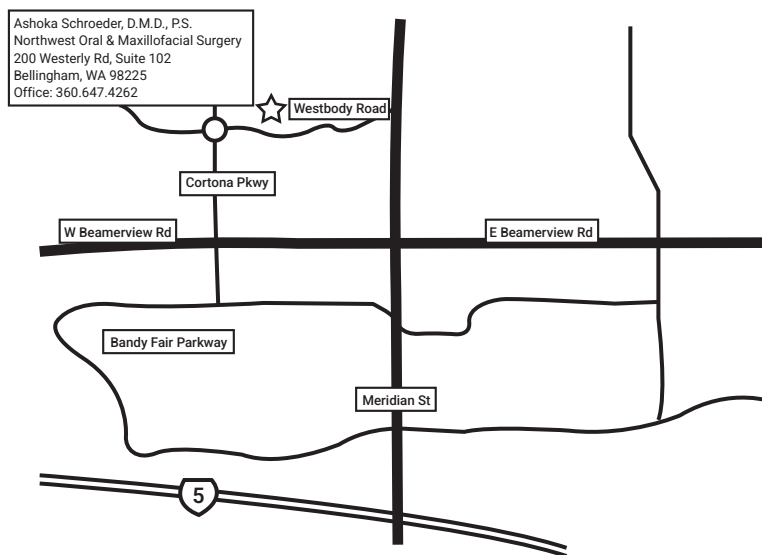 Ashoka Schroeder, D.M.D., P.S.
Northwest Oral & Maxillofacial Surgery
200 Westerly Rd, Suite 102
Bellingham, WA 98225
Office: 360.647.4262
Westbody Road
Cortona Pkwy
W Beamerview Rd
E Beamerview Rd
Bandy Fair Parkway
Meridian St
5